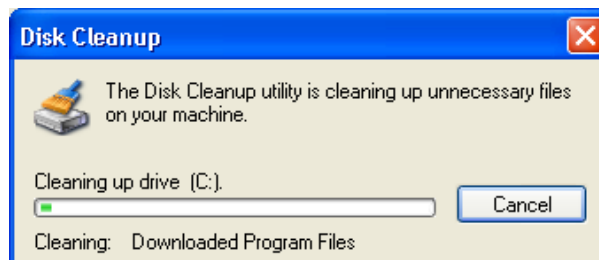 Disk Cleanup
The Disk Cleanup utility is cleaning up unnecessary files
on your machine.
Cleaning up drive (C:).
Cancel
Cleaning: Downloaded Program Files